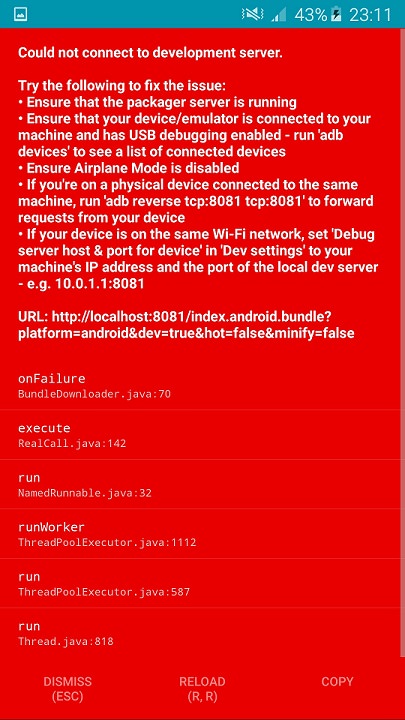 43% 23:11
Could not connect to development server.
Try the following to fix the issue:
• Ensure that the packager server is running
• Ensure that your device/emulator is connected to your
machine and has USB debugging enabled - run 'adb
devices' to see a list of connected devices
• Ensure Airplane Mode is disabled
• If you're on a physical device connected to the same
machine, run 'adb reverse tcp:8081 tcp:8081' to forward
requests from your device
• If your device is on the same Wi-Fi network, set 'Debug
server host & port for device' in 'Dev settings' to your
machine's IP address and the port of the local dev server
- e.g. 10.0.1.1:8081
URL: http://localhost:8081/index.android.bundle?
platform=android&dev=true&hot=false&minify=false
onFailure
BundleDownloader.java:70
execute
RealCall.java:142
run
NamedRunnable.java:32
runWorker
ThreadPoolExecutor.java:1112
run
ThreadPoolExecutor.java:587
run
Thread.java:818
DISMISS
(ESC)
RELOAD
(R, R)
COPY